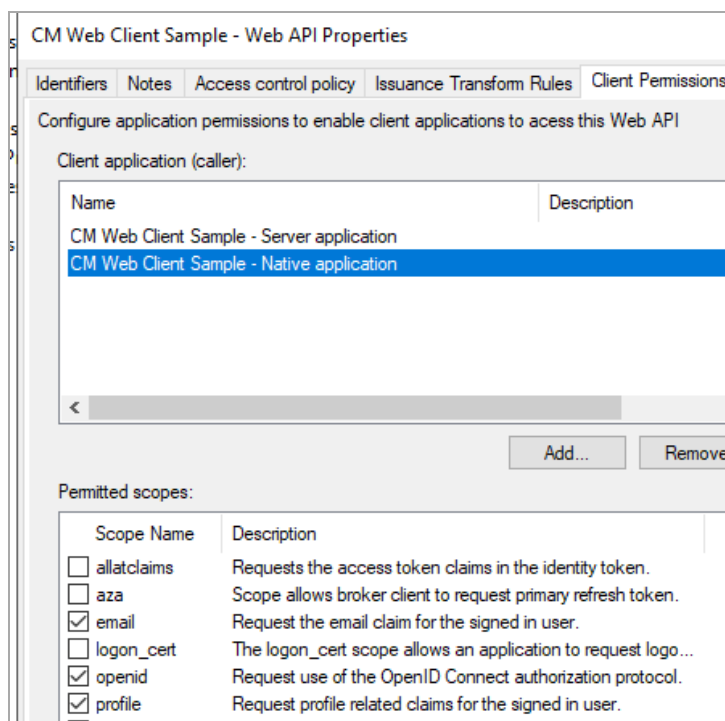 CM Web Client Sample - Web API Properties
Identifiers Notes Access control policy Issuance Transform Rules Client Permissions
Configure application permissions to enable client applications to acess this Web API
Client application (caller):
Name Description
CM Web Client Sample - Server application
CM Web Client Sample - Native application
Add... Remove
Permitted scopes:
Scope Name Description
allatclaims Requests the access token claims in the identity token.
aza Scope allows broker client to request primary refresh token.
email Request the email claim for the signed in user.
logon_cert The logon_cert scope allows an application to request logo...
openid Request use of the OpenID Connect authorization protocol.
profile Request profile related claims for the signed in user.